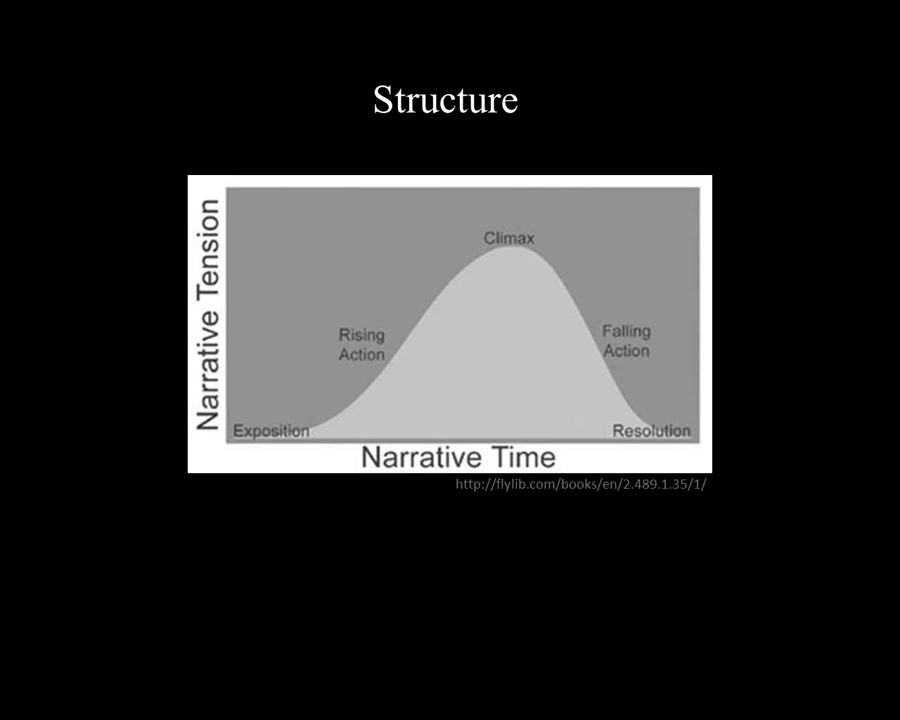 Structure
Narrative Tension
Climax
Rising
Action
Falling
Action
Exposition
Resolution
Narrative Time
http://flylib.com/books/en/2.489.1.35/1/